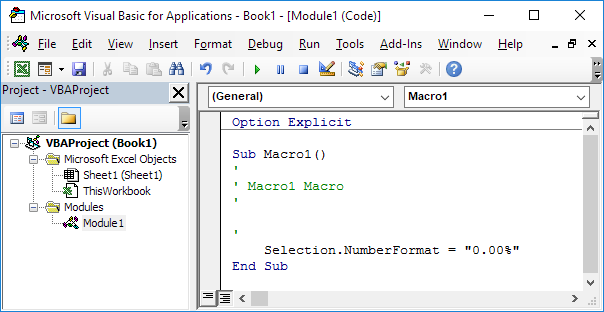 Microsoft Visual Basic for Applications - Book1 - [Module1 (Code)]
File Edit View Insert Format Debug Run Tools Add-Ins Window Help
Project - VBAProject
(General) Macro1
VBAProject (Book1)
Microsoft Excel Objects
Sheet1 (Sheet1)
ThisWorkbook
Modules
Module1
Option Explicit
Sub Macro1()
'
' Macro1 Macro
'
'
    Selection.NumberFormat = "0.00%"
End Sub